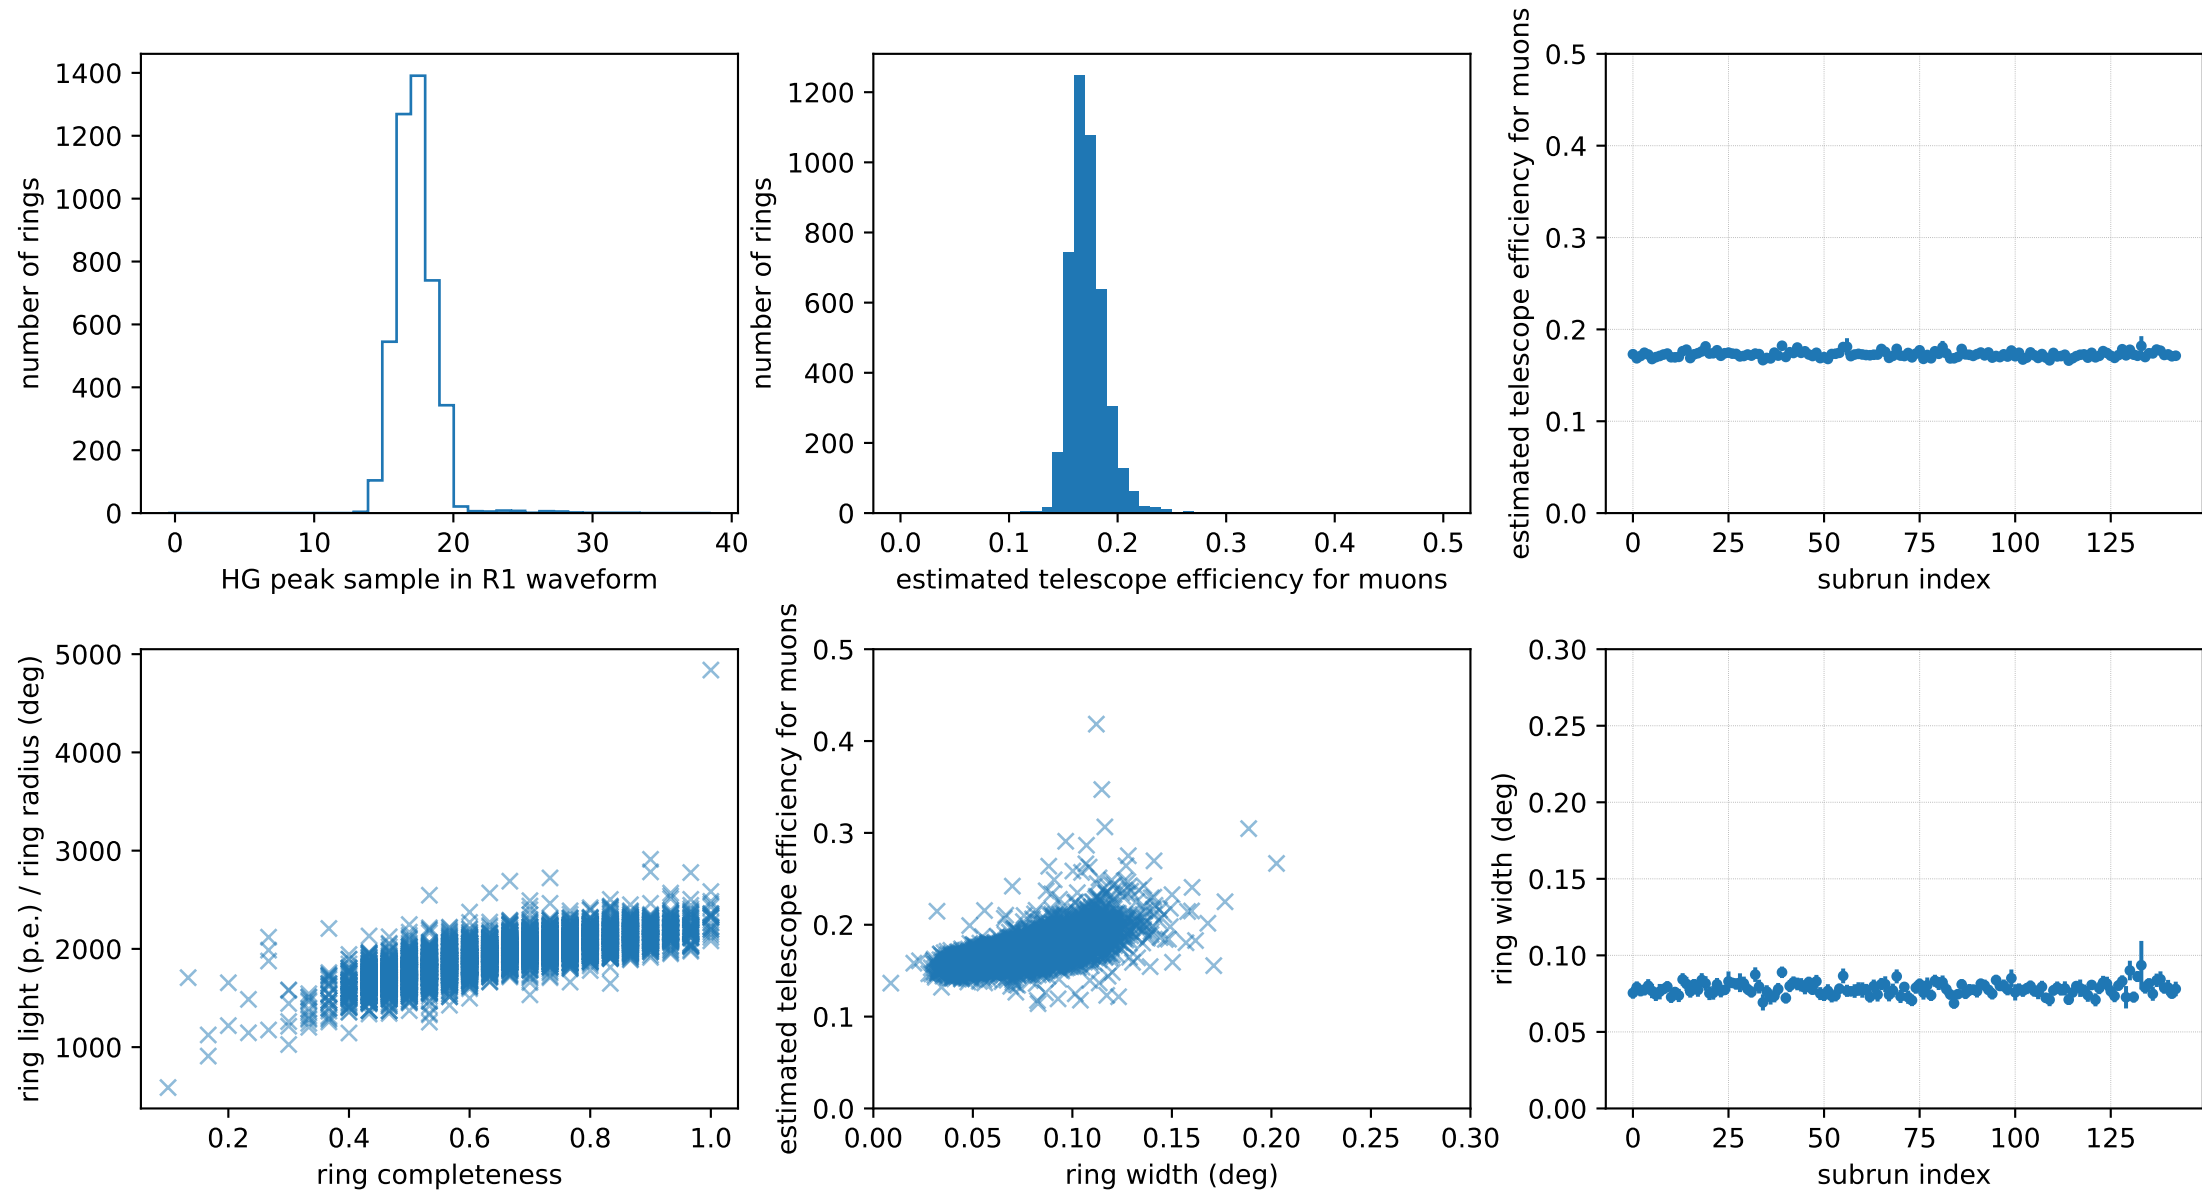 1400
1200
1000
800
600
400
200
0
number of rings
0 10 20 30 40
HG peak sample in R1 waveform
1200
1000
800
600
400
200
0
number of rings
0.0 0.1 0.2 0.3 0.4 0.5
estimated telescope efficiency for muons
0.5
0.4
0.3
0.2
0.1
0.0
estimated telescope efficiency for muons
0 25 50 75 100 125
subrun index
5000
4000
3000
2000
1000
ring light (p.e.) / ring radius (deg)
0.2 0.4 0.6 0.8 1.0
ring completeness
0.5
0.4
0.3
0.2
0.1
0.0
estimated telescope efficiency for muons
0.00 0.05 0.10 0.15 0.20 0.25 0.30
ring width (deg)
0.30
0.25
0.20
0.15
0.10
0.05
0.00
ring width (deg)
0 25 50 75 100 125
subrun index